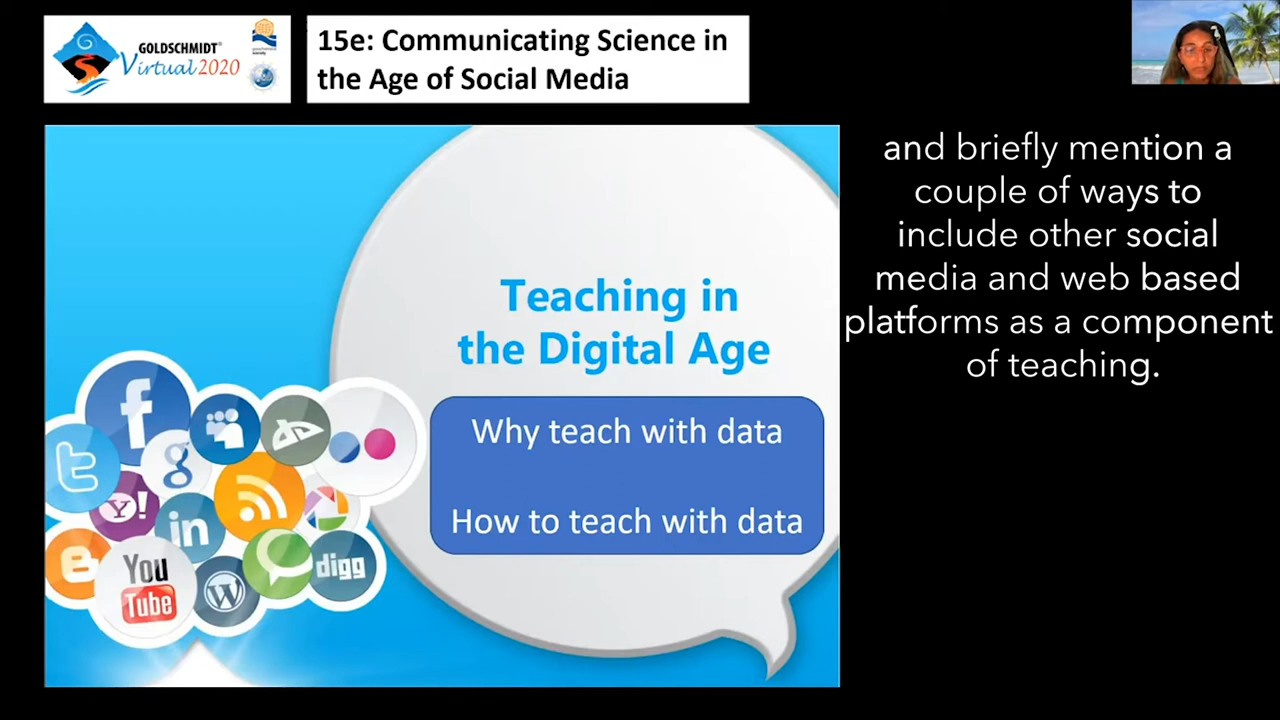 GOLDSCHMIDT®
Virtual 2020
15e: Communicating Science in
the Age of Social Media
and briefly mention a
couple of ways to
include other social
media and web based
platforms as a component
of teaching.
Teaching in
the Digital Age
Why teach with data
How to teach with data
f
t
g
Y!
in
You
Tube
W
digg